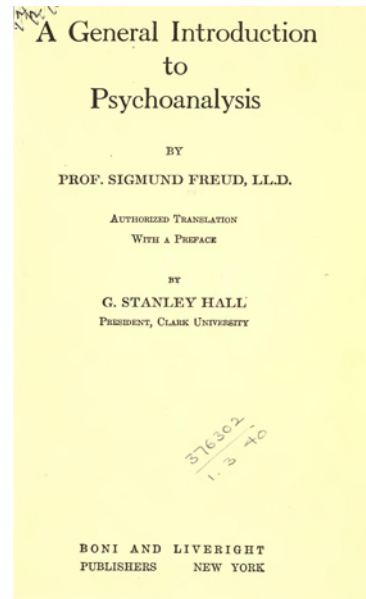 A General Introduction
to
Psychoanalysis
BY
PROF. SIGMUND FREUD, LL.D.
AUTHORIZED TRANSLATION
WITH A PREFACE
BY
G. STANLEY HALL
PRESIDENT, CLARK UNIVERSITY
376302
1. 3 40
BONI AND LIVERIGHT
PUBLISHERS NEW YORK